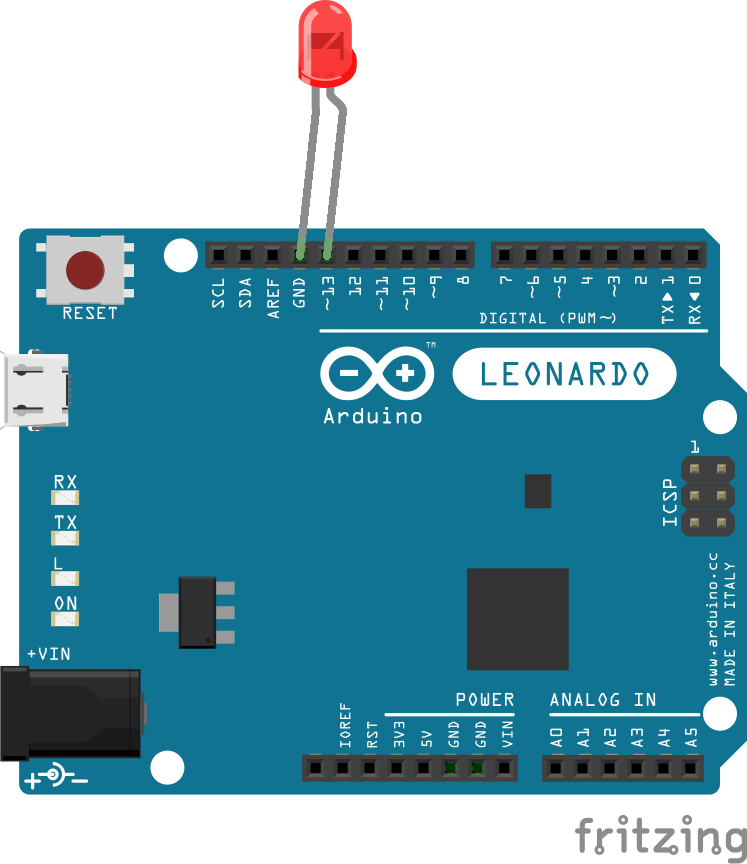 RESET
SCL
SDA
AREF
GND
~13
12
~11
~10
~9
8
7
~6
~5
4
~3
2
TX▶1
RX◀0
DIGITAL (PWM~)
TM
Arduino
LEONARDO
1
ICSP
RX
TX
L
ON
www.arduino.cc
MADE IN ITALY
+VIN
POWER
ANALOG IN
IOREF
RST
3V3
5V
GND
GND
VIN
A0
A1
A2
A3
A4
A5
fritzing